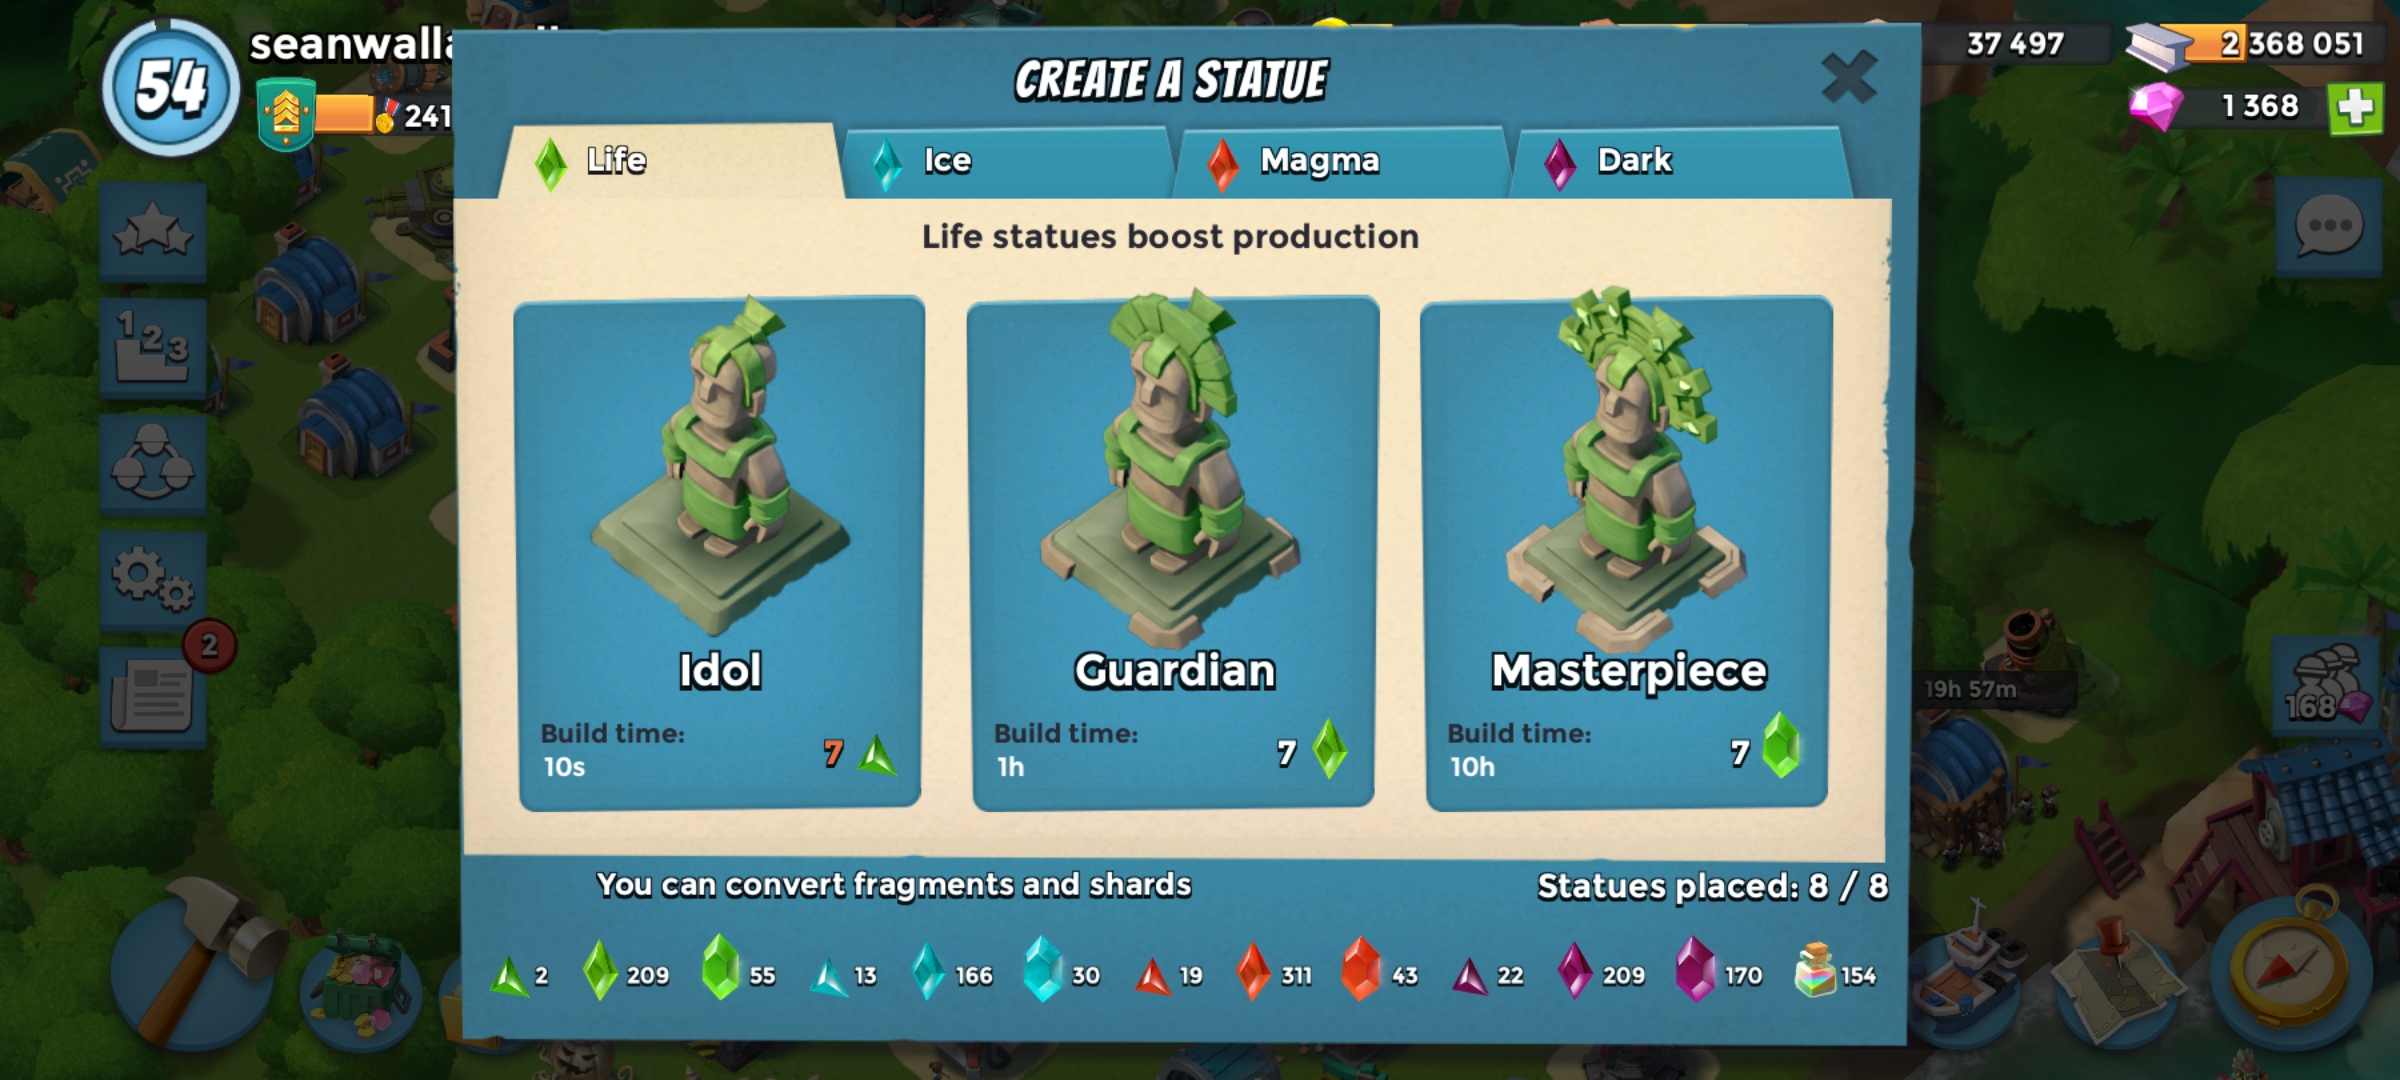 54
241
37 497
2 368 051
1 368
CREATE A STATUE
Life
Ice
Magma
Dark
Life statues boost production
Idol
Build time:
10s
7
Guardian
Build time:
1h
7
Masterpiece
Build time:
10h
7
1 2 3
2
19h 57m
168
You can convert fragments and shards
Statues placed: 8 / 8
2 209 55 13 166 30 19 311 43 22 209 170 154